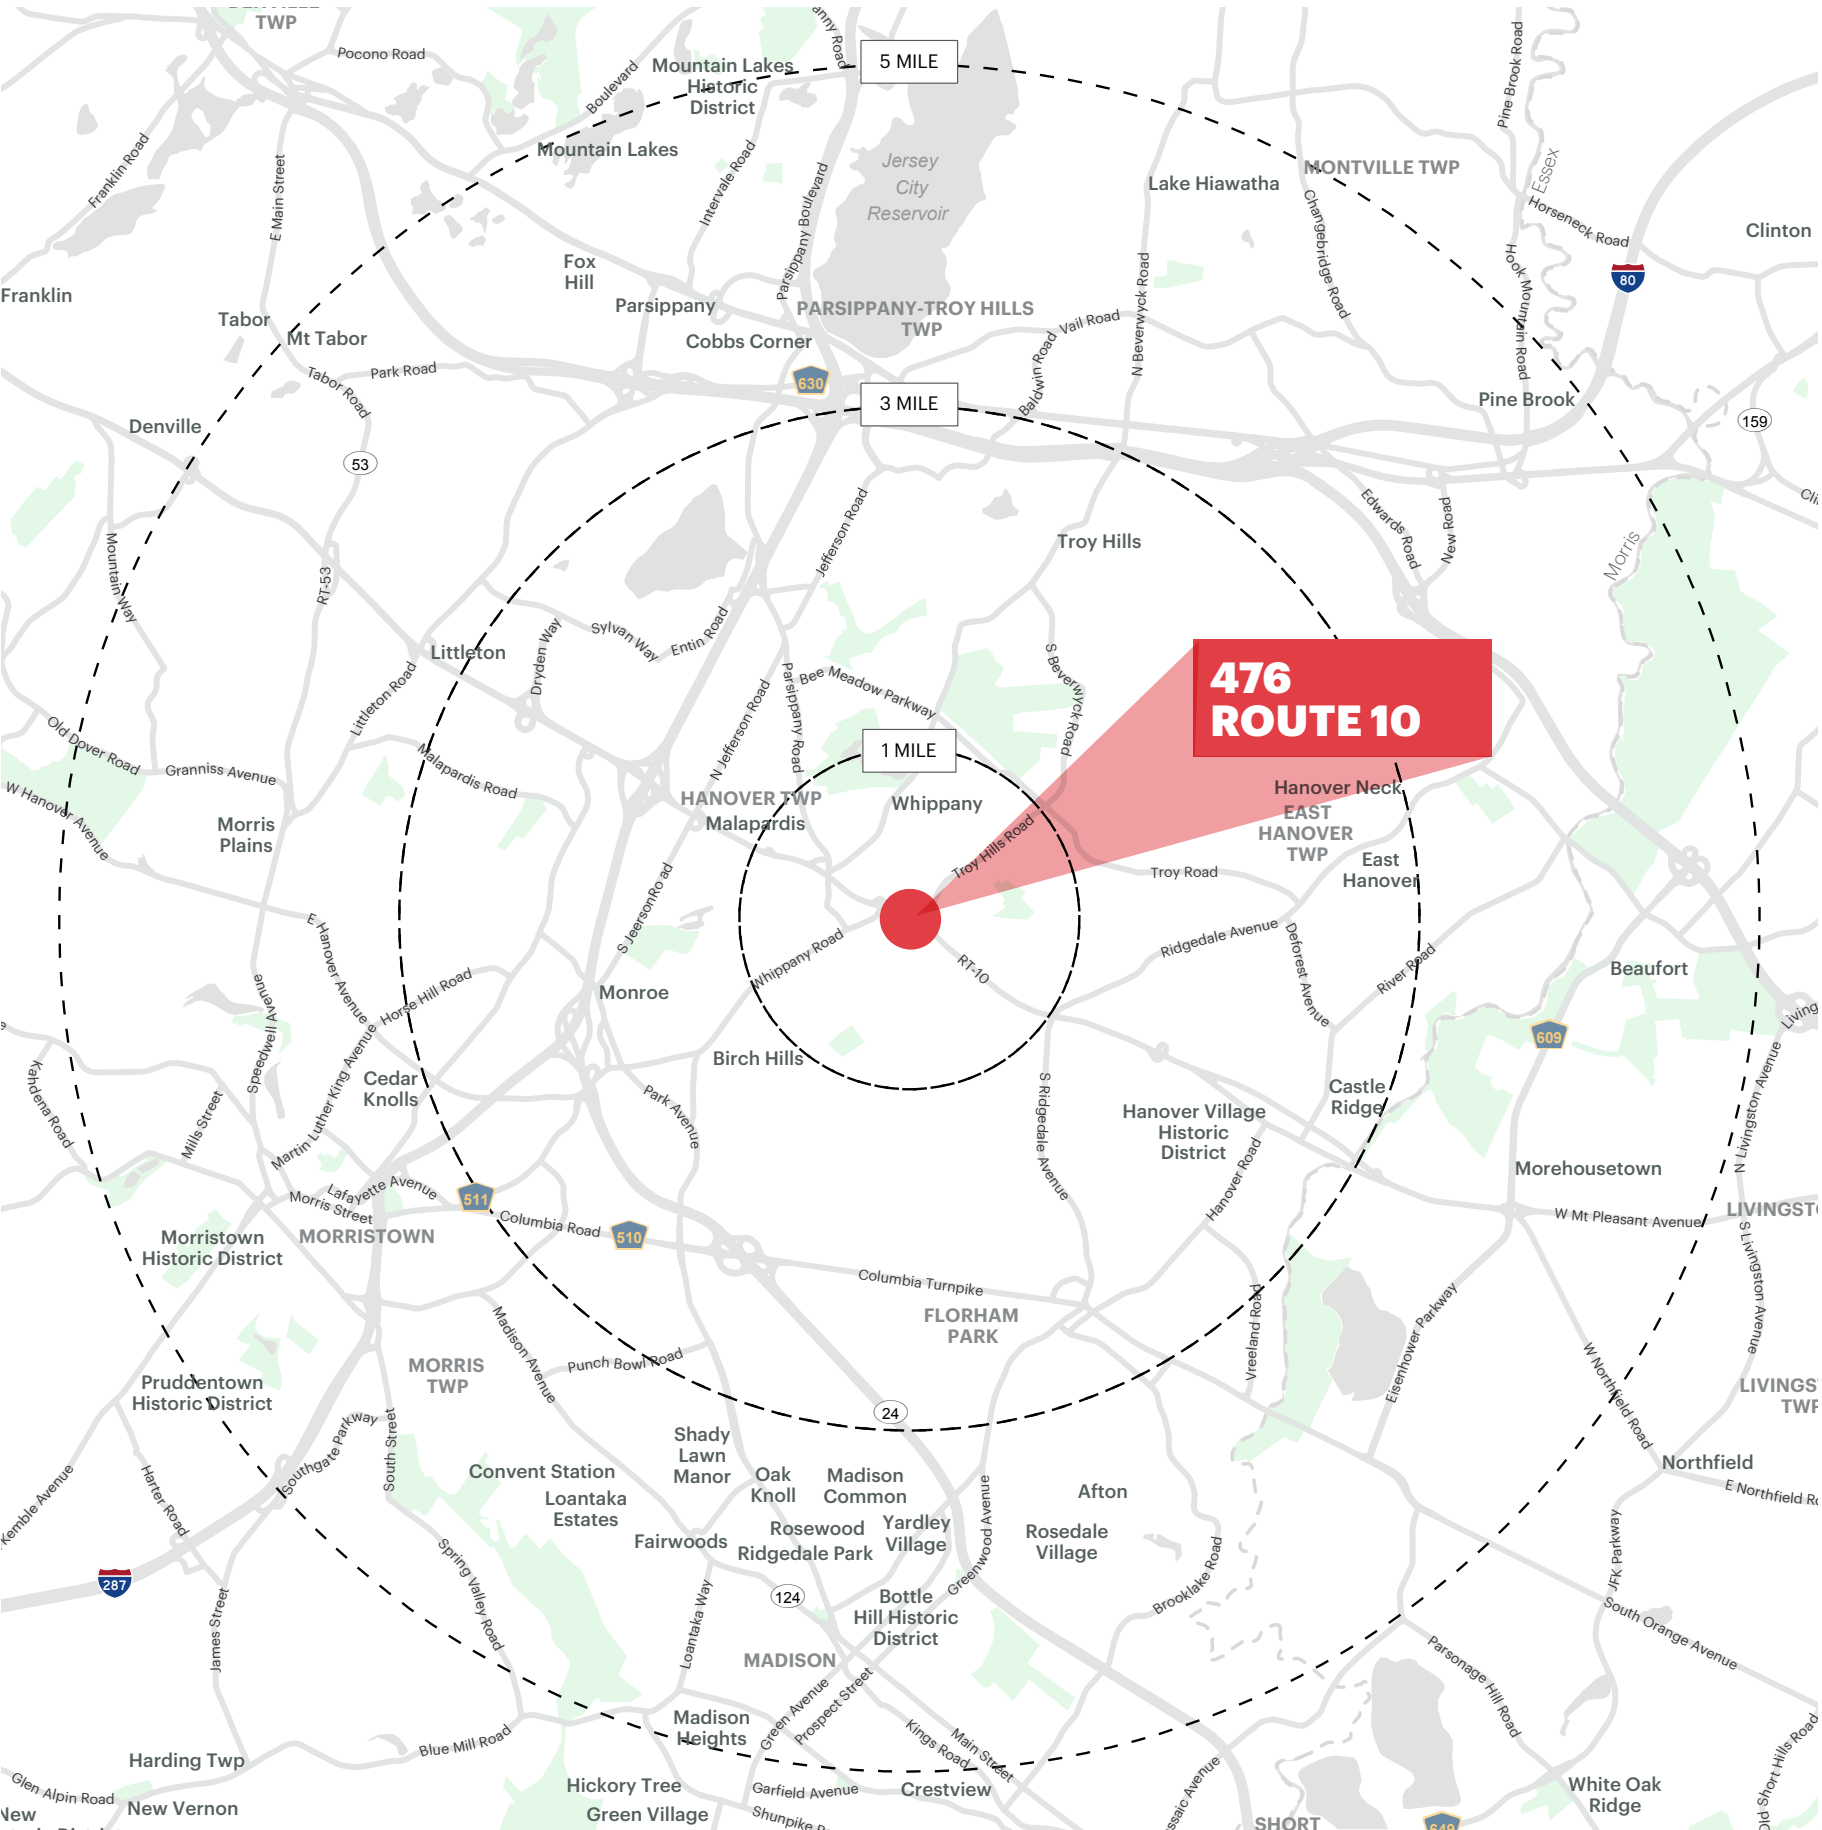 TWP
Pocono Road
Boulevard
Mountain Lakes
Historic
District
5 MILE
Pine Brook Road
Franklin Road
E Main Street
Mountain Lakes
Intervale Road
Parsippany Boulevard
Jersey
City
Reservoir
Lake Hiawatha
MONTVILLE TWP
Essex
Horseneck Road
Clinton
Changebridge Road
Hook Mountain Road
80
Franklin
Fox
Hill
Tabor
Mt Tabor
Parsippany
PARSIPPANY-TROY HILLS
TWP
Cobbs Corner
Vail Road
Baldwin Road
N Beverwyck Road
Park Road
Tabor Road
630
3 MILE
Pine Brook
159
Denville
53
Jefferson Road
Troy Hills
Edwards Road
New Road
Morris
Mountain Way
RT-53
Littleton
Dryden Way
Sylvan Way
Entin Road
Littleton Road
Parsippany Road
Bee Meadow Parkway
S Beverwyck Road
476
ROUTE 10
Old Dover Road
Granniss Avenue
Malapardis Road
N Jefferson Road
1 MILE
W Hanover Avenue
Morris
Plains
HANOVER TWP
Malapardis
Whippany
Hanover Neck
EAST
HANOVER
TWP
East
Hanover
Troy Hills Road
Troy Road
S JeersonRo ad
E Hanover Avenue
Horse Hill Road
Whippany Road
RT-10
Ridgedale Avenue
Deforest Avenue
River Road
Beaufort
609
Monroe
Speedwell Avenue
Kahdena Road
Mills Street
Martin Luther King Avenue
Cedar
Knolls
Birch Hills
Park Avenue
S Ridgedale Avenue
Hanover Village
Historic
District
Castle
Ridge
Hanover Road
N Livingston Avenue
Morehousetown
Lafayette Avenue
Morris Street
511
Columbia Road
510
W Mt Pleasant Avenue
S Livingston Avenue
Morristown
Historic District
MORRISTOWN
Columbia Turnpike
FLORHAM
PARK
Vreeland Road
Eisenhower Parkway
W Northfield Road
Madison Avenue
Punch Bowl Road
MORRIS
TWP
Pruddentown
Historic District
24
Southgate Parkway
South Street
Harter Road
Kemble Avenue
Shady
Lawn
Manor
Convent Station
Loantaka
Estates
Oak
Knoll
Madison
Common
Afton
Northfield
Fairwoods
Rosewood
Ridgedale Park
Yardley
Village
Greenwood Avenue
Rosedale
Village
Brooklake Road
JFK Parkway
287
James Street
Spring Valley Road
Loantaka Way
124
Bottle
Hill Historic
District
MADISON
South Orange Avenue
Parsonage Hill Road
Madison
Heights
Green Avenue
Prospect Street
Kings Road
Main Street
Blue Mill Road
Harding Twp
Glen Alpin Road
New
New Vernon
Hickory Tree
Green Village
Garfield Avenue
Crestview
White Oak
Ridge
SHORT